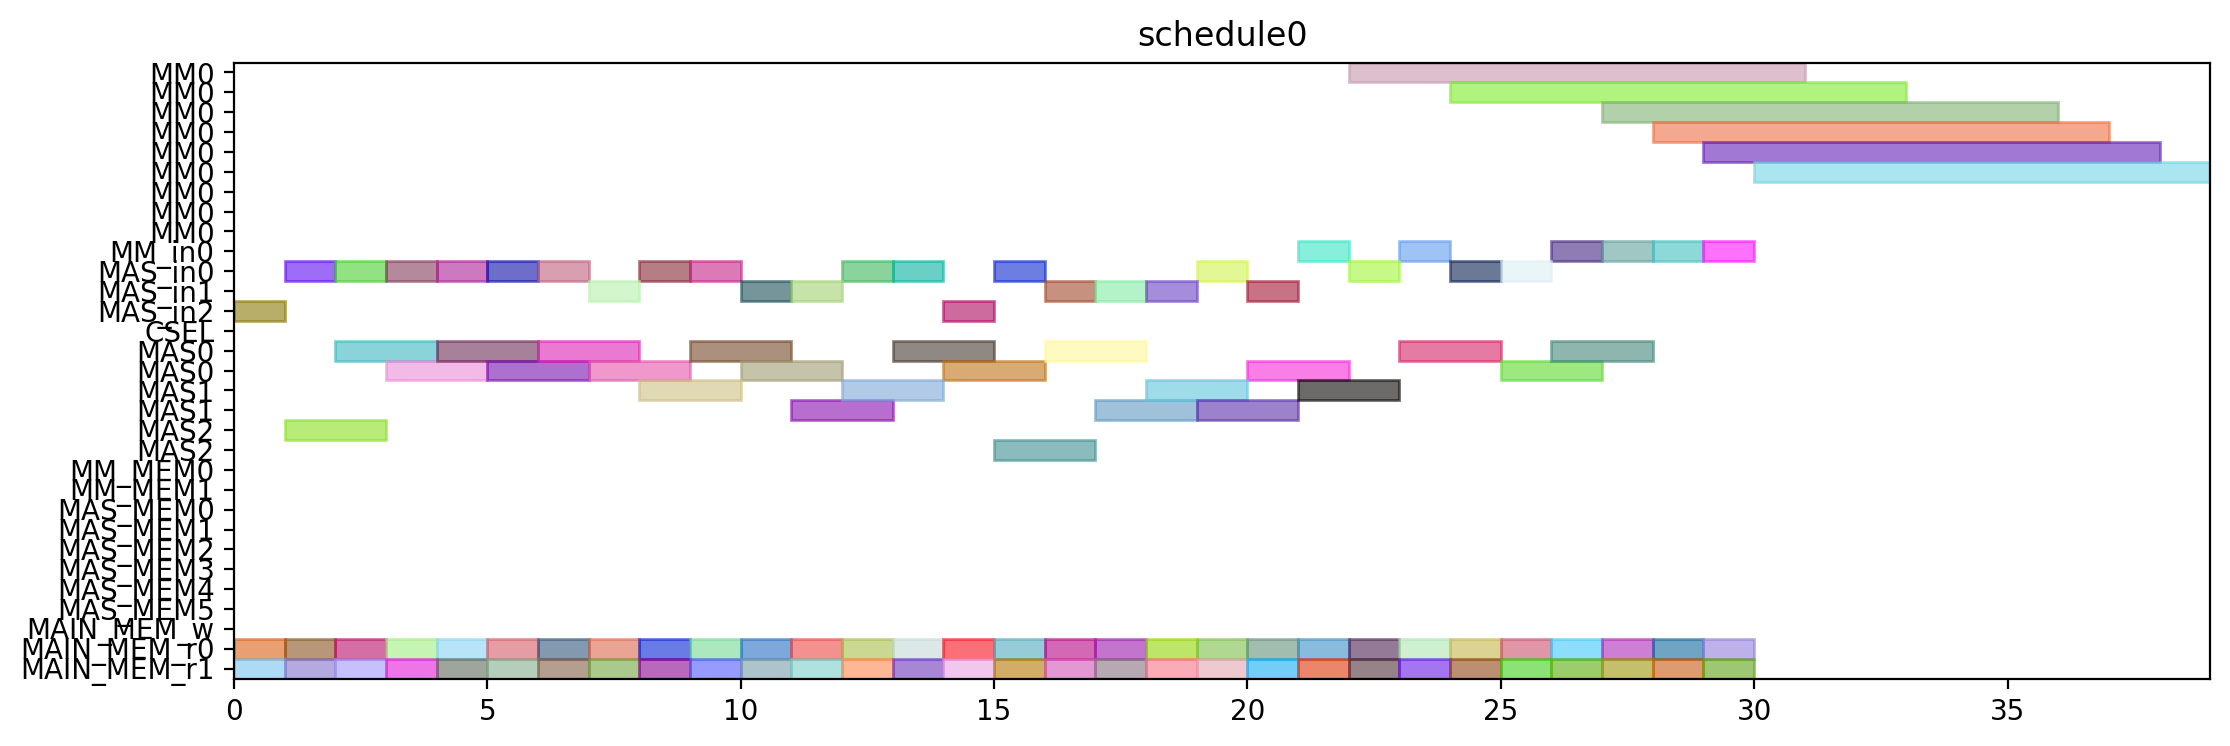 schedule0
MM0
MM0
MM0
MM0
MM0
MM0
MM0
MM0
MM0
MM_in0
MAS_in0
MAS_in1
MAS_in2
CSEL
MAS0
MAS0
MAS1
MAS1
MAS2
MAS2
MM_MEM0
MM_MEM1
MAS_MEM0
MAS_MEM1
MAS_MEM2
MAS_MEM3
MAS_MEM4
MAS_MEM5
MAIN_MEM_w
MAIN_MEM_r0
MAIN_MEM_r1
0 5 10 15 20 25 30 35